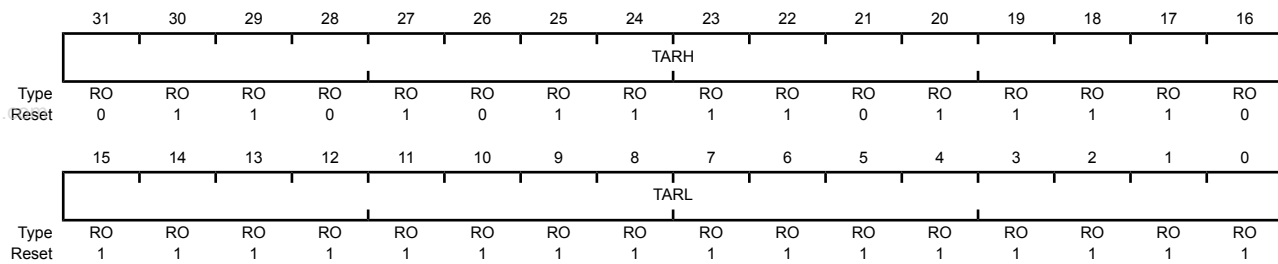 31 30 29 28 27 26 25 24 23 22 21 20 19 18 17 16
TARH
Type RO RO RO RO RO RO RO RO RO RO RO RO RO RO RO RO
Reset 0 1 1 0 1 0 1 1 1 1 0 1 1 1 1 0
15 14 13 12 11 10 9 8 7 6 5 4 3 2 1 0
TARL
Type RO RO RO RO RO RO RO RO RO RO RO RO RO RO RO RO
Reset 1 1 1 1 1 1 1 1 1 1 1 1 1 1 1 1